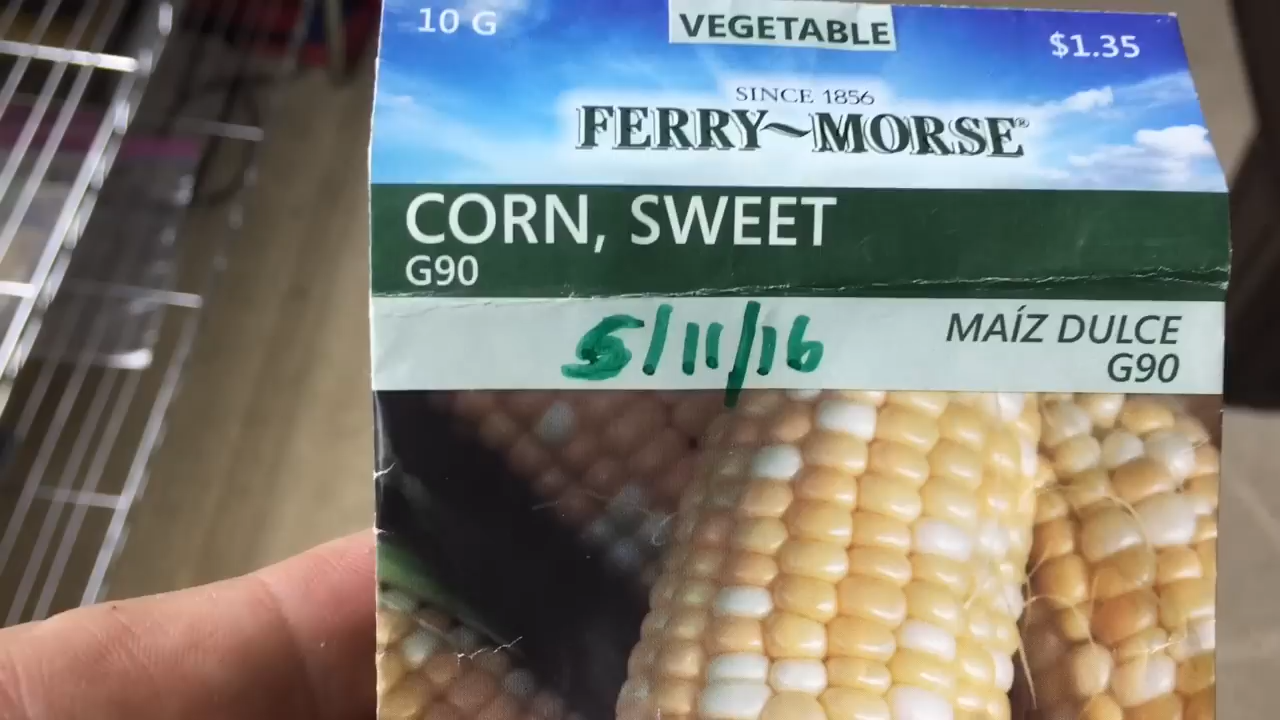 10 G
VEGETABLE
$1.35
SINCE 1856
FERRY~MORSE®
CORN, SWEET
G90
5/11/16
MAÍZ DULCE
G90